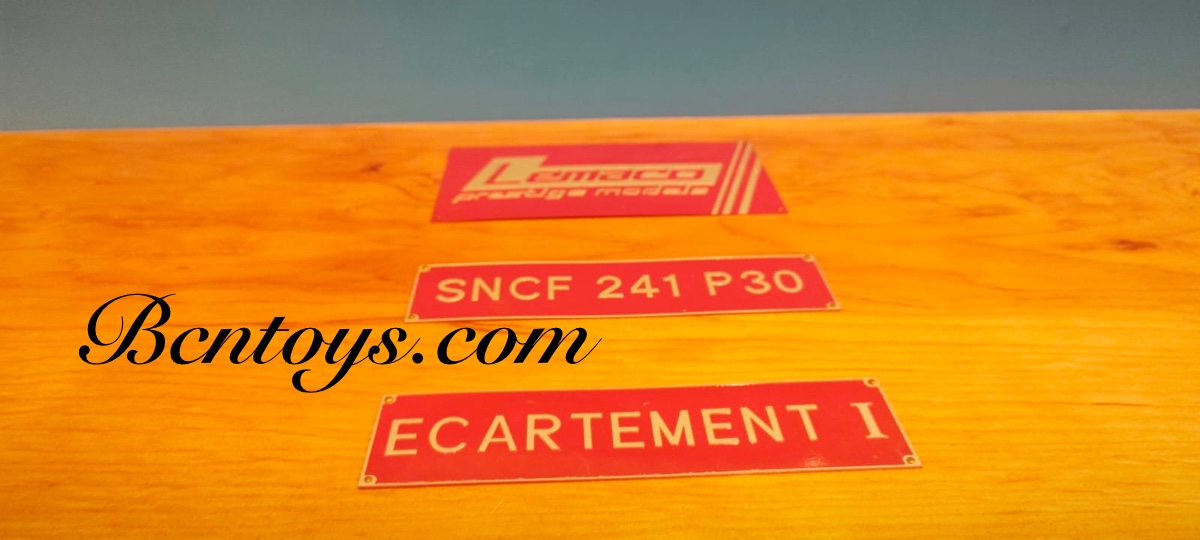 Lemaco
prestige models
SNCF 241 P30
Bcntoys.com
ECARTEMENT I